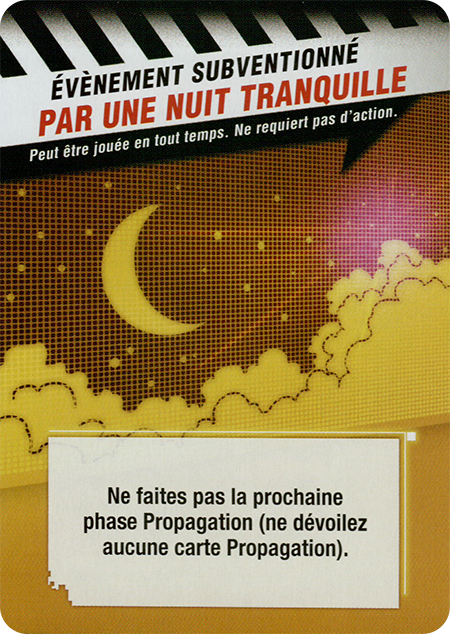 ÉVÈNEMENT SUBVENTIONNÉ
PAR UNE NUIT TRANQUILLE
Peut être jouée en tout temps. Ne requiert pas d'action.
Ne faites pas la prochaine
phase Propagation (ne dévoilez
aucune carte Propagation).